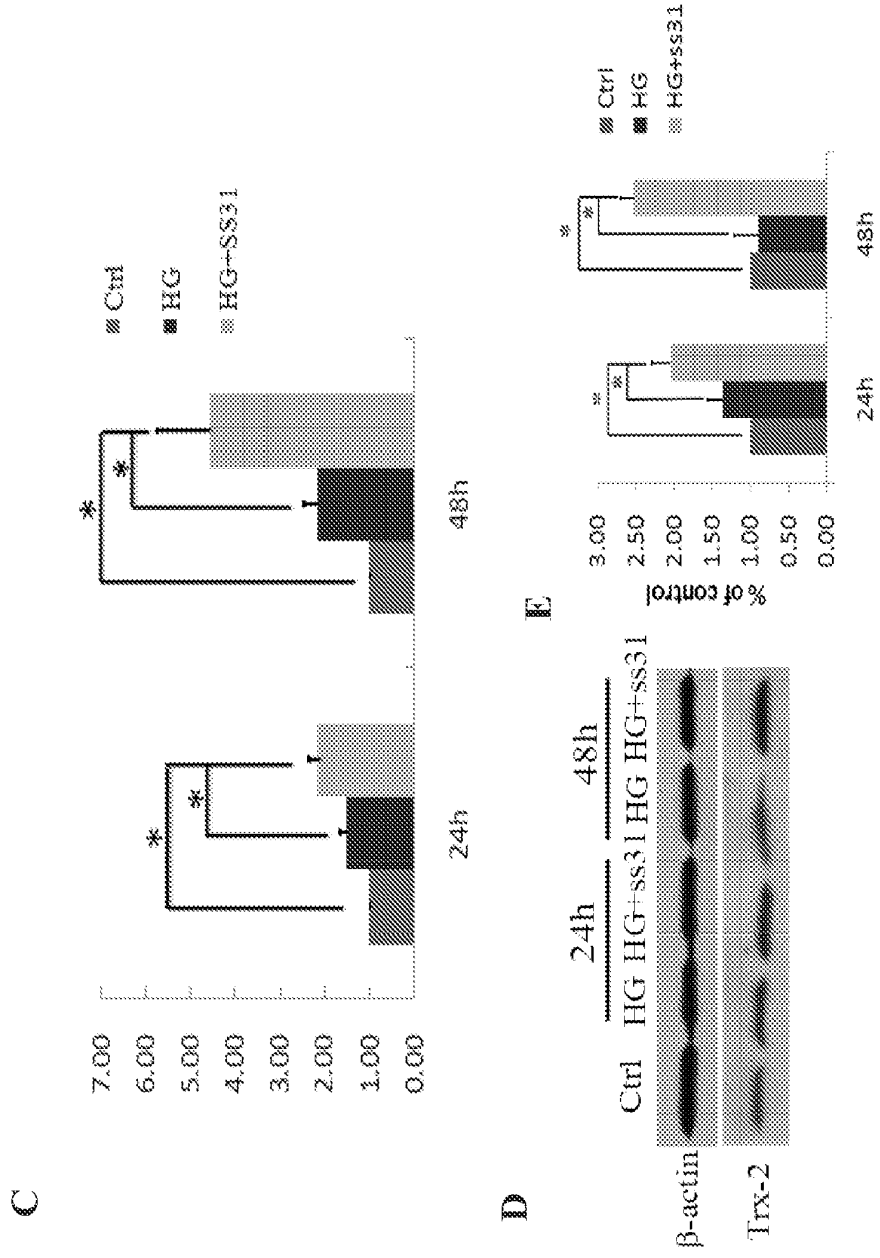 C
7.00
6.00
5.00
4.00
3.00
2.00
1.00
0.00
*
*
*
*
24h
48h
Ctrl
HG
HG+SS31
D
24h
48h
Ctrl HG HG+ss31 HG HG+ss31
β-actin
Trx-2
E
% of control
3.00
2.50
2.00
1.50
1.00
0.50
0.00
*
*
*
*
24h
48h
Ctrl
HG
HG+ss31